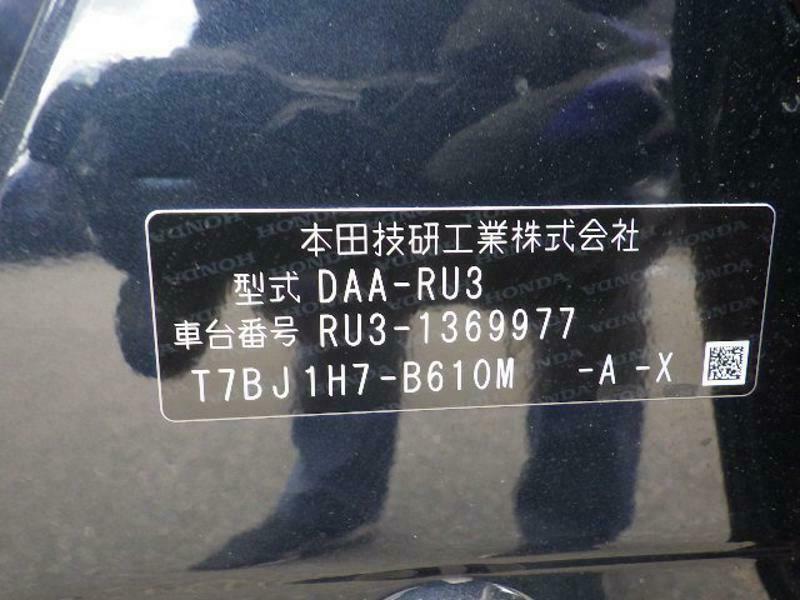 本田技研工業株式会社
型式 DAA-RU3
車台番号 RU3-1369977
T7BJ1H7-B610M -A-X